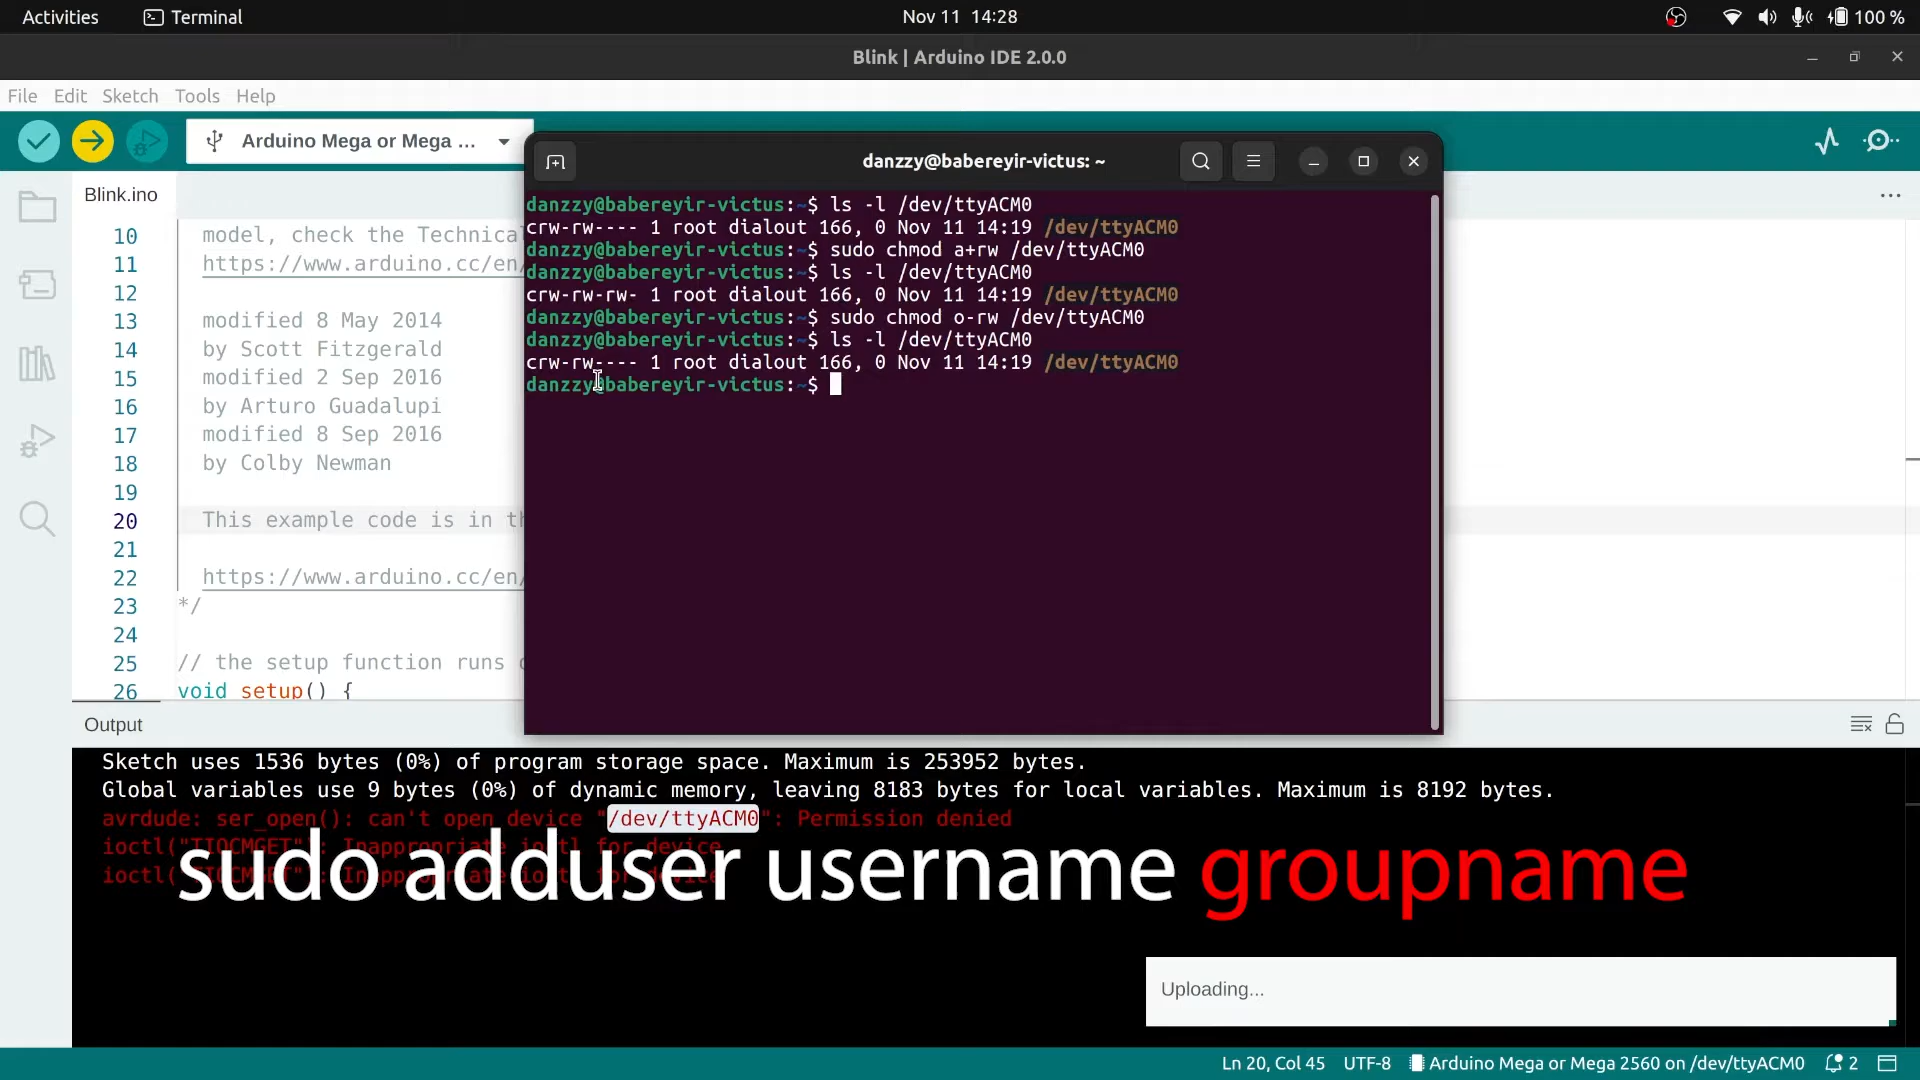 Activities
Terminal
Nov 11 14:28
100 %
Blink | Arduino IDE 2.0.0
File Edit Sketch Tools Help
Arduino Mega or Mega ...
danzzy@babereyir-victus: ~
Blink.ino
danzzy@babereyir-victus:~$ ls -l /dev/ttyACM0
crw-rw---- 1 root dialout 166, 0 Nov 11 14:19 /dev/ttyACM0
danzzy@babereyir-victus:~$ sudo chmod a+rw /dev/ttyACM0
danzzy@babereyir-victus:~$ ls -l /dev/ttyACM0
crw-rw-rw- 1 root dialout 166, 0 Nov 11 14:19 /dev/ttyACM0
danzzy@babereyir-victus:~$ sudo chmod o-rw /dev/ttyACM0
danzzy@babereyir-victus:~$ ls -l /dev/ttyACM0
crw-rw---- 1 root dialout 166, 0 Nov 11 14:19 /dev/ttyACM0
danzzy@babereyir-victus:~$
10 model, check the Technica
11 https://www.arduino.cc/en/
12
13 modified 8 May 2014
14 by Scott Fitzgerald
15 modified 2 Sep 2016
16 by Arturo Guadalupi
17 modified 8 Sep 2016
18 by Colby Newman
19
20 This example code is in th
21
22 https://www.arduino.cc/en/
23 */
24
25 // the setup function runs o
26 void setup() {
Output
Sketch uses 1536 bytes (0%) of program storage space. Maximum is 253952 bytes.
Global variables use 9 bytes (0%) of dynamic memory, leaving 8183 bytes for local variables. Maximum is 8192 bytes.
avrdude: ser_open(): can't open device "/dev/ttyACM0": Permission denied
ioctl("TIOCMGET"): Inappropriate ioctl for device
ioctl("TIOCMGET"): Inappropriate ioctl for device
sudo adduser username groupname
Uploading...
Ln 20, Col 45 UTF-8 Arduino Mega or Mega 2560 on /dev/ttyACM0 2